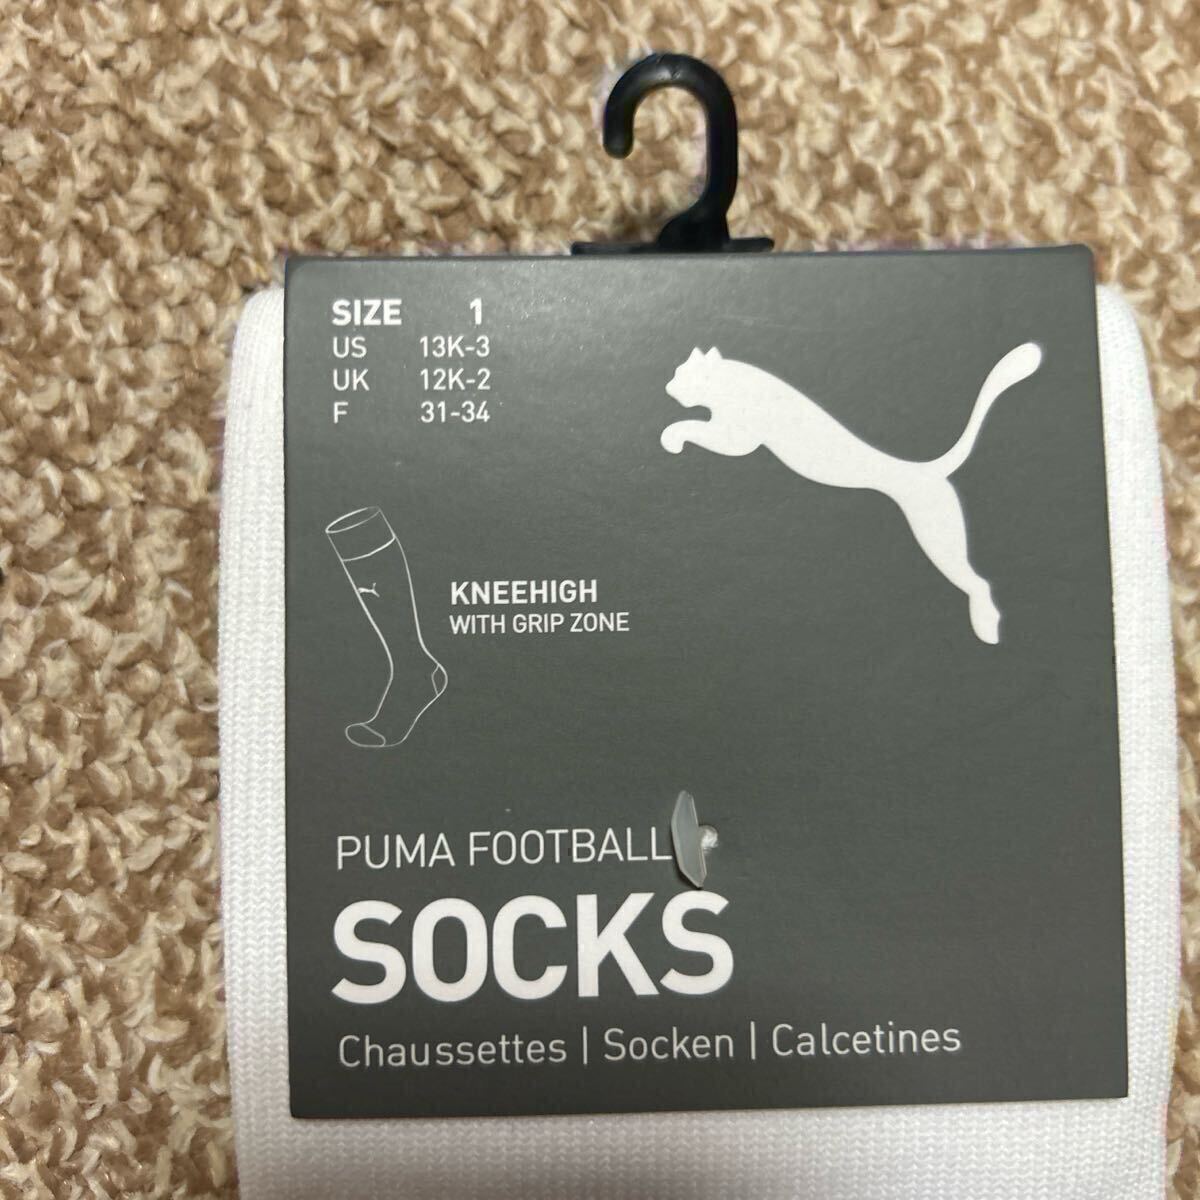 SIZE 1
US 13K-3
UK 12K-2
F 31-34
KNEEHIGH
WITH GRIP ZONE
PUMA FOOTBALL
SOCKS
Chaussettes | Socken | Calcetines